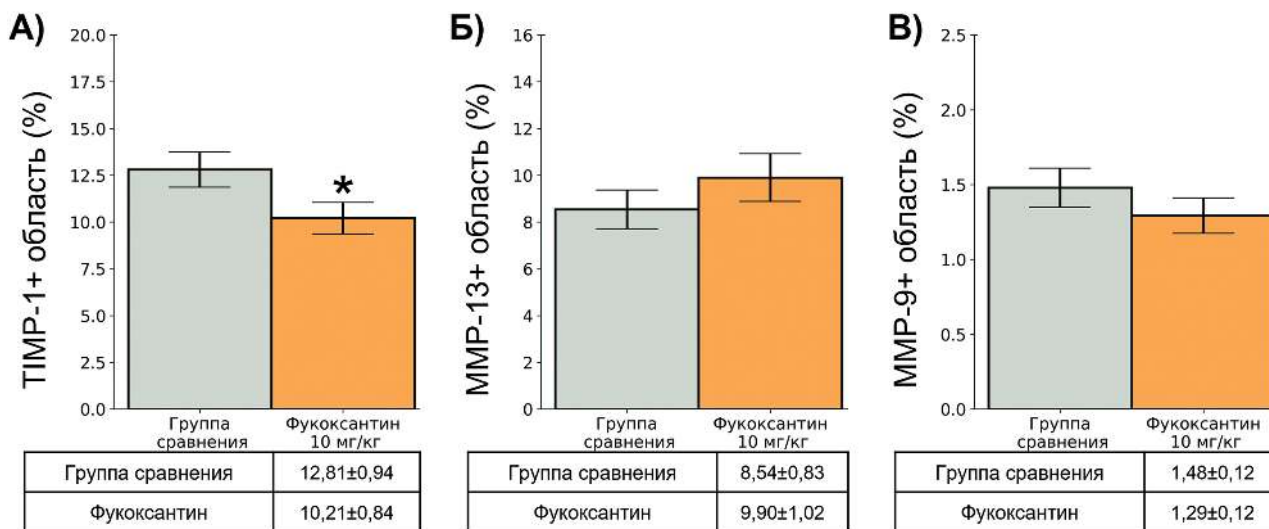 А)
TIMP-1+ область (%)
20.0
17.5
15.0
12.5
10.0
7.5
5.0
2.5
0.0
*
Группа
сравнения
Фукоксантин
10 мг/кг
Группа сравнения 12,81±0,94
Фукоксантин 10,21±0,84
Б)
MMP-13+ область (%)
16
14
12
10
8
6
4
2
0
Группа
сравнения
Фукоксантин
10 мг/кг
Группа сравнения 8,54±0,83
Фукоксантин 9,90±1,02
В)
MMP-9+ область (%)
2.5
2.0
1.5
1.0
0.5
0.0
Группа
сравнения
Фукоксантин
10 мг/кг
Группа сравнения 1,48±0,12
Фукоксантин 1,29±0,12